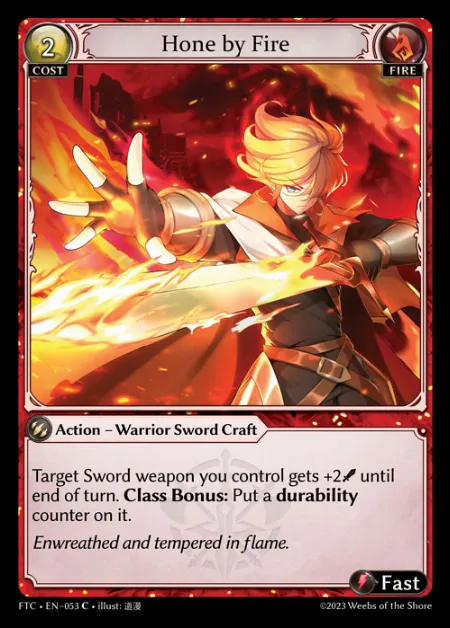 2
Hone by Fire
COST
FIRE
Action – Warrior Sword Craft
Target Sword weapon you control gets +2 until
end of turn. Class Bonus: Put a durability
counter on it.
Enwreathed and tempered in flame.
Fast
FTC • EN-053 C • illust: 道漫
©2023 Weebs of the Shore